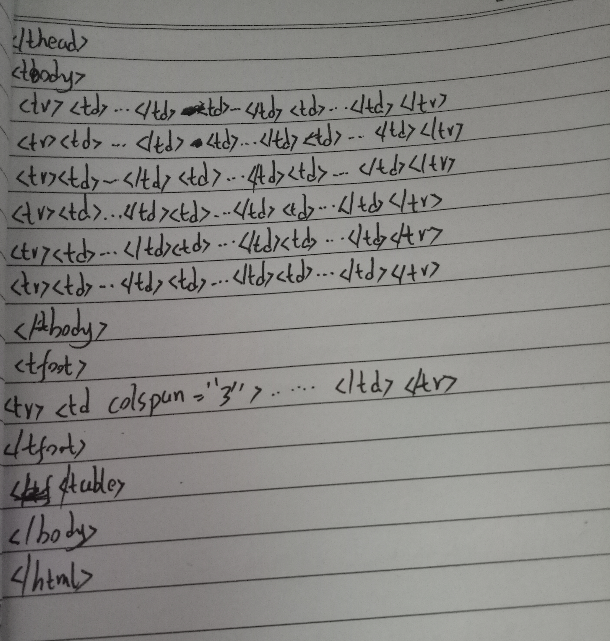 </thead>
<tbody>
<tr><td>...</td><td>-</td><td>...</td></tr>
<tr><td>...</td><td>...</td><td>...</td></tr>
<tr><td>-</td><td>...</td><td>...</td></tr>
<tr><td>...</td><td>...</td><td>...</td></tr>
<tr><td>...</td><td>...</td><td>...</td></tr>
<tr><td>...</td><td>...</td><td>...</td></tr>
</tbody>
<tfoot>
<tr> <td colspan="3">...... </td> </tr>
</tfoot>
</table>
</body>
</html>